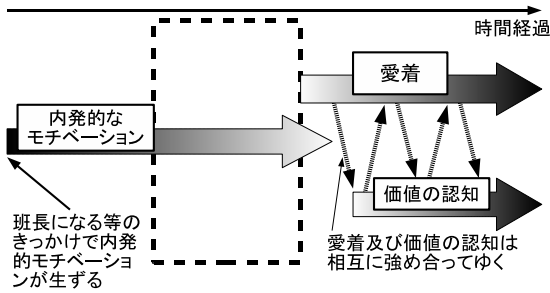 時間経過
愛着
内発的な
モチベーション
価値の認知
班長になる等の
きっかけで内発
的モチベーショ
ンが生ずる
愛着及び価値の認知は
相互に強め合ってゆく